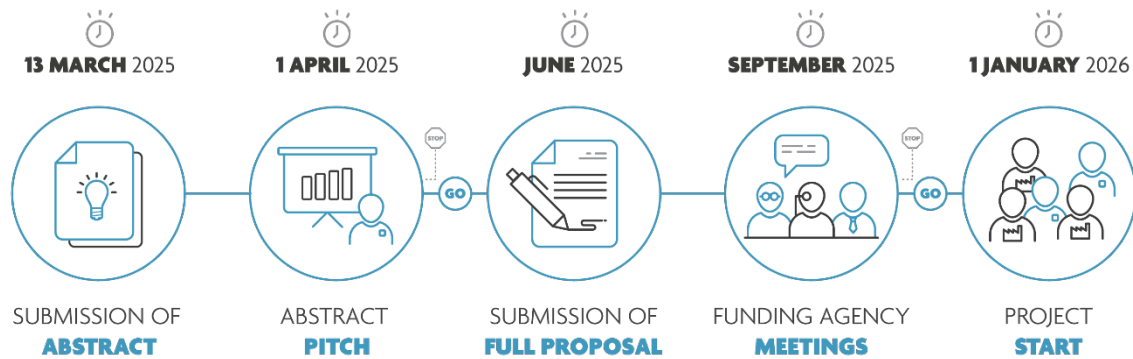 13 MARCH 2025
1 APRIL 2025
JUNE 2025
SEPTEMBER 2025
1 JANUARY 2026
STOP
STOP
GO
GO
SUBMISSION OF
ABSTRACT
ABSTRACT
PITCH
SUBMISSION OF
FULL PROPOSAL
FUNDING AGENCY
MEETINGS
PROJECT
START